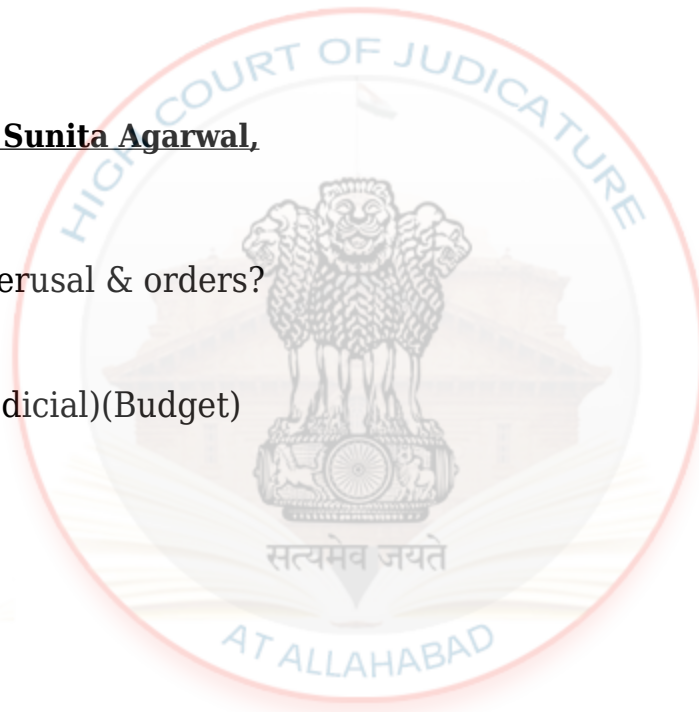 HIGH COURT OF JUDICATURE
Sunita Agarwal,
erusal & orders?
dicial)(Budget)
सत्यमेव जयते
AT ALLAHABAD